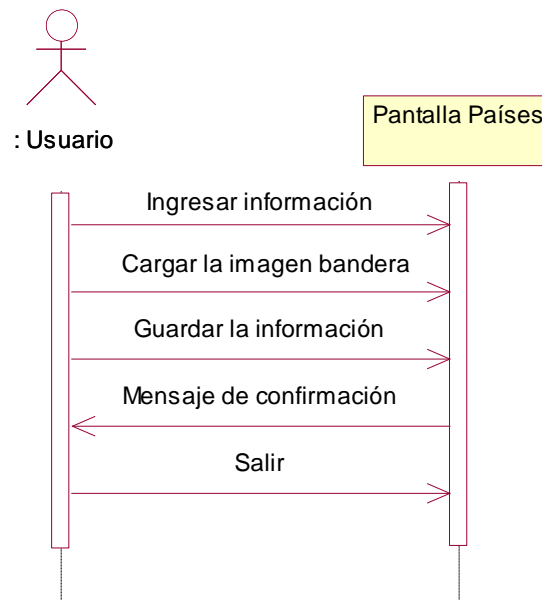 : Usuario
Pantalla Países
Ingresar información
Cargar la imagen bandera
Guardar la información
Mensaje de confirmación
Salir